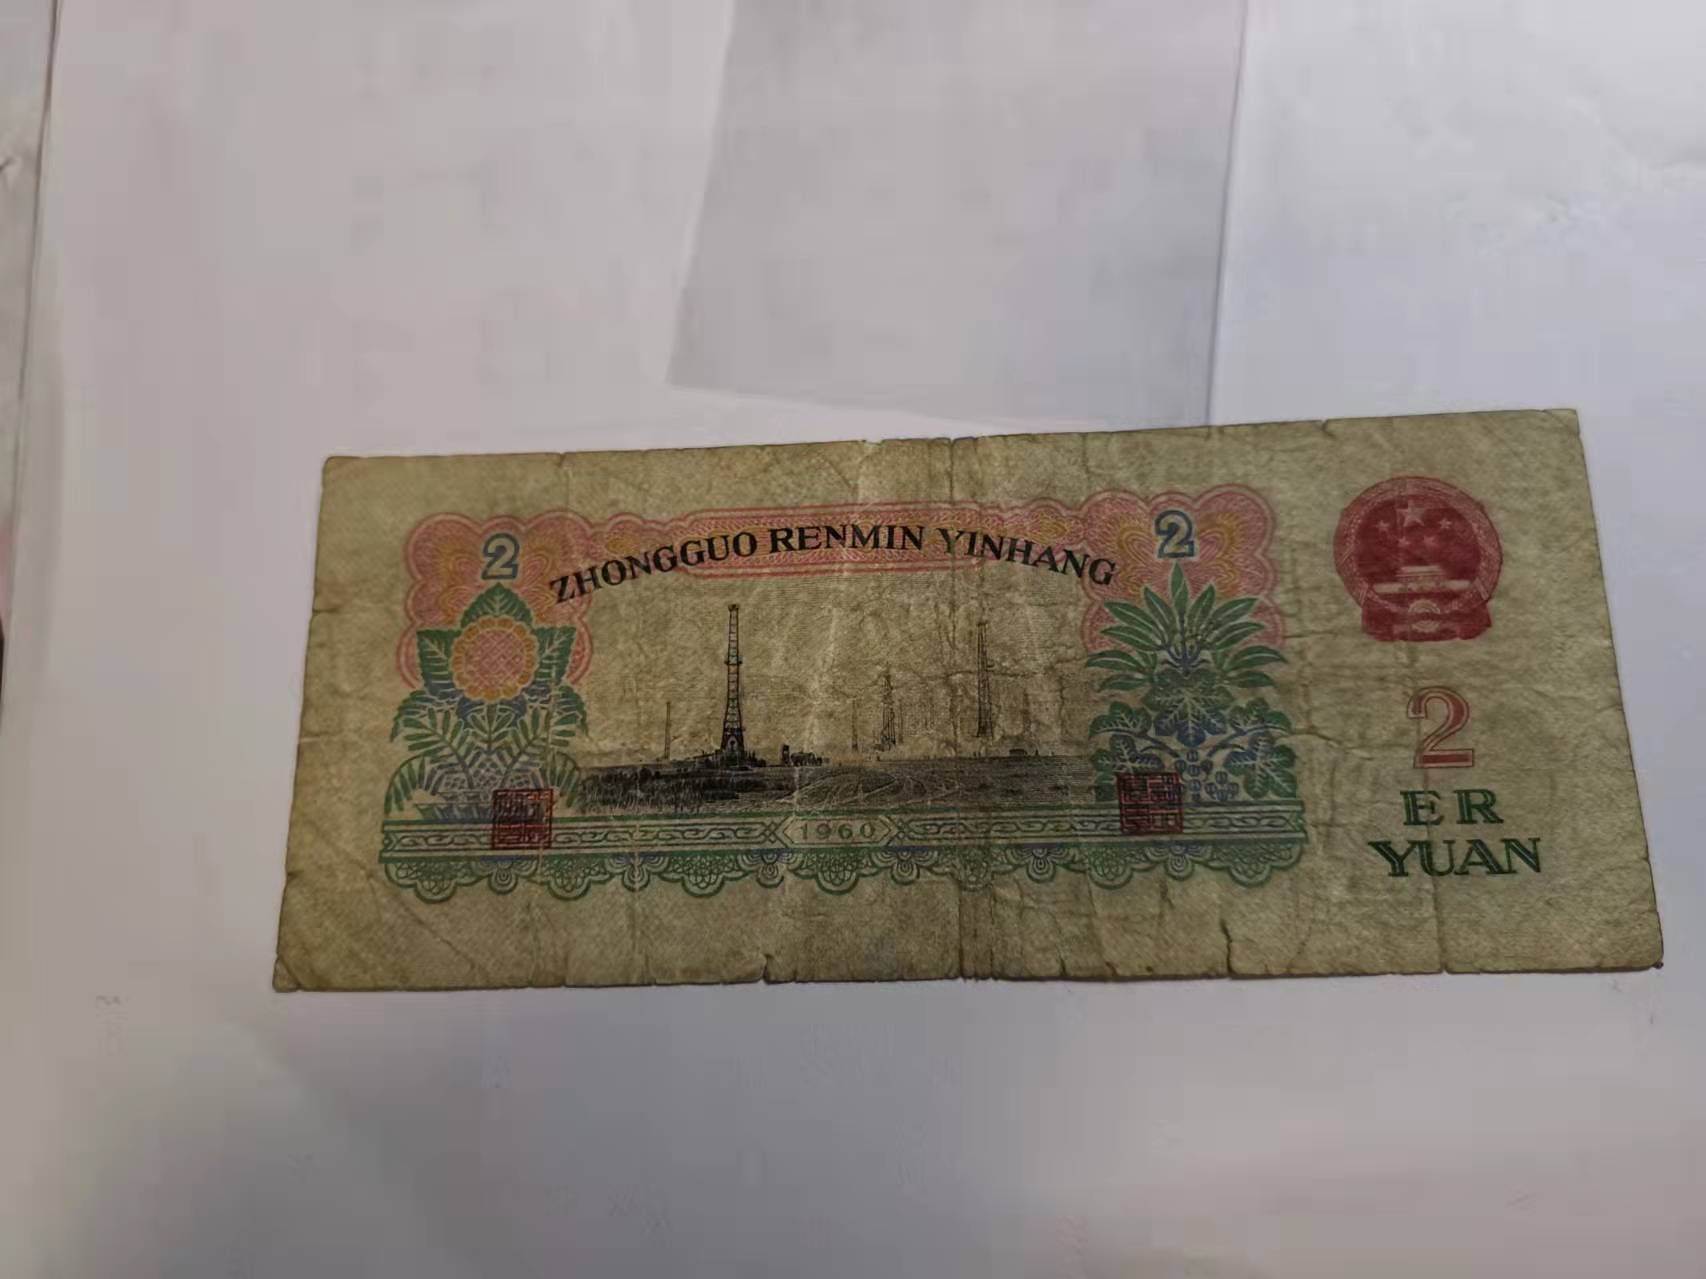 2
ZHONGGUO RENMIN YINHANG
2
1960
2
ER
YUAN